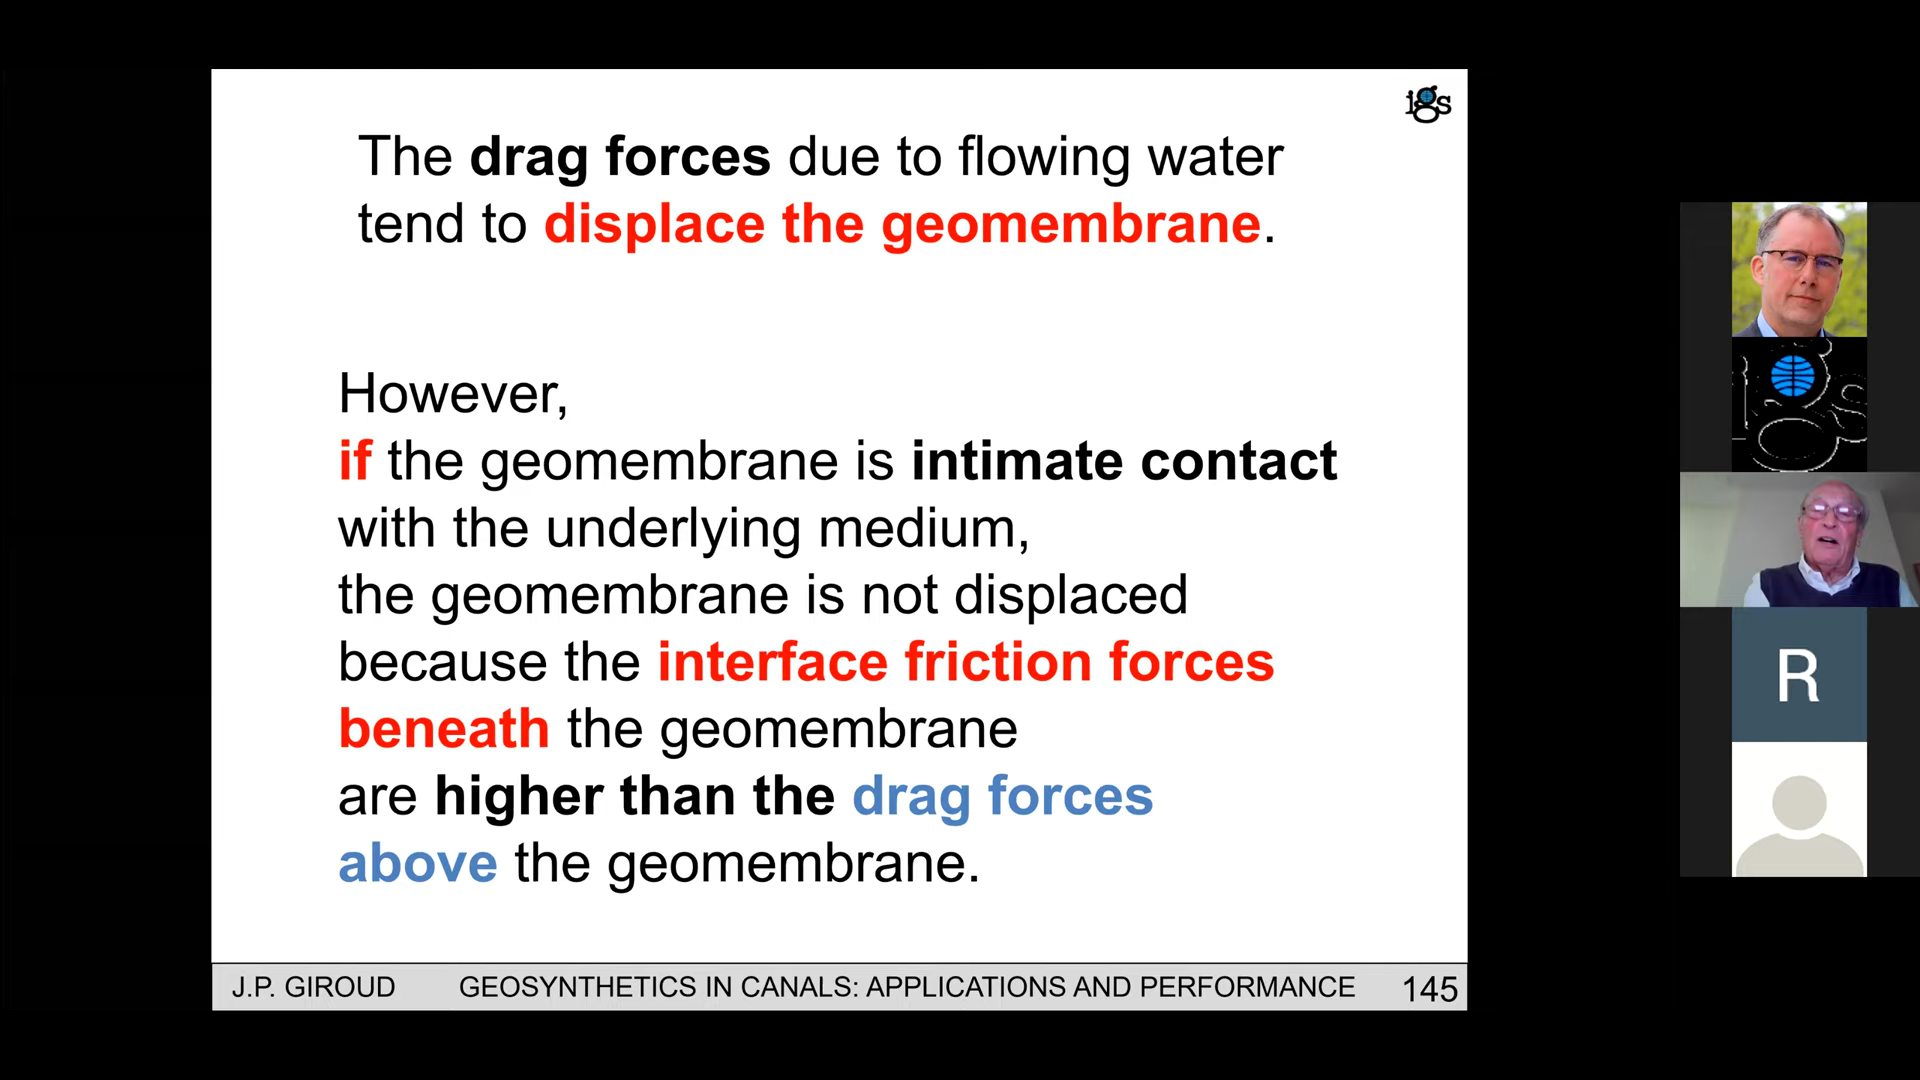 igs
The drag forces due to flowing water
tend to displace the geomembrane.
However,
if the geomembrane is intimate contact
with the underlying medium,
the geomembrane is not displaced
because the interface friction forces
beneath the geomembrane
are higher than the drag forces
above the geomembrane.
J.P. GIROUD GEOSYNTHETICS IN CANALS: APPLICATIONS AND PERFORMANCE 145
igs
R